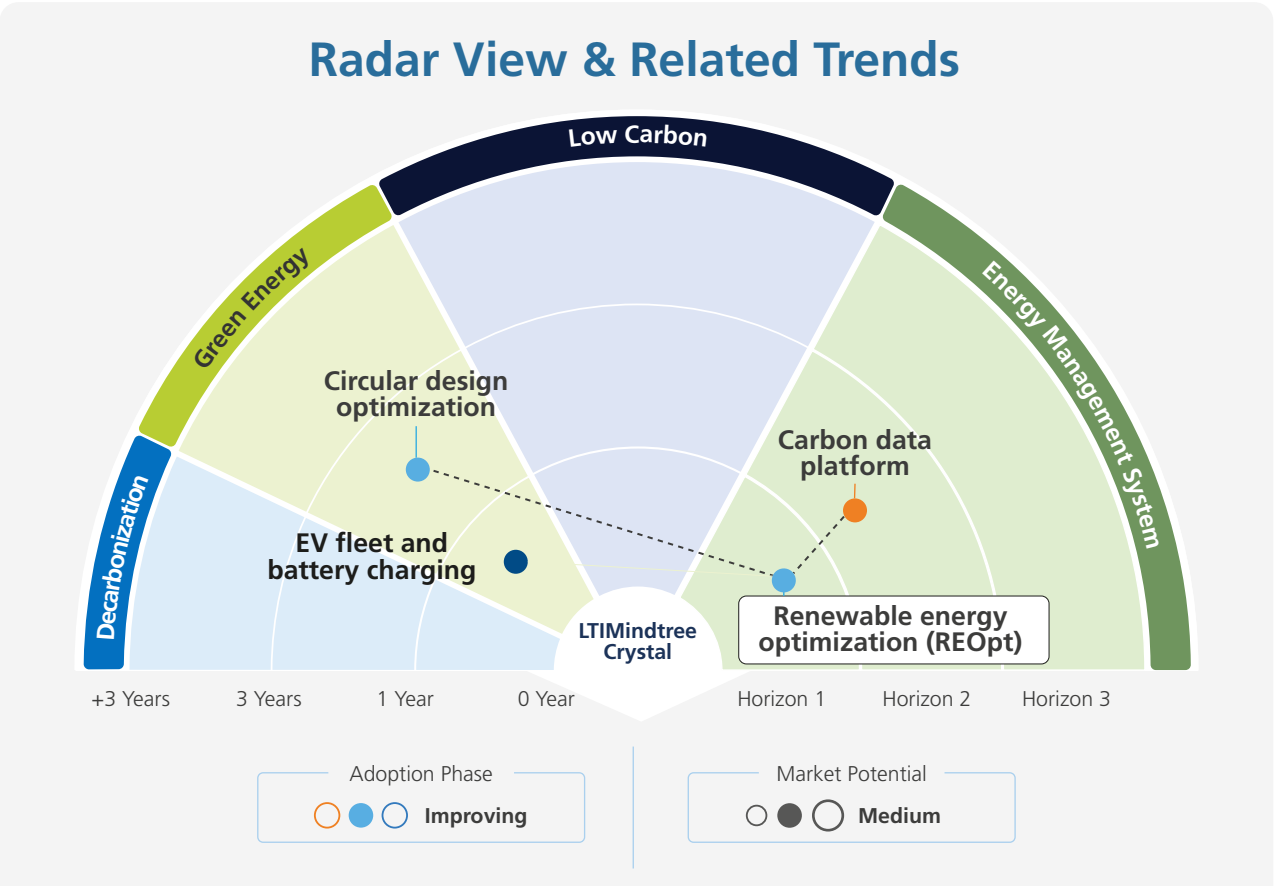 Radar View & Related Trends
Low Carbon
Green Energy
Energy Management System
Decarbonization
Circular design
optimization
Carbon data
platform
EV fleet and
battery charging
Renewable energy
optimization (REOpt)
LTIMindtree
Crystal
+3 Years
3 Years
1 Year
0 Year
Horizon 1
Horizon 2
Horizon 3
Adoption Phase
Improving
Market Potential
Medium